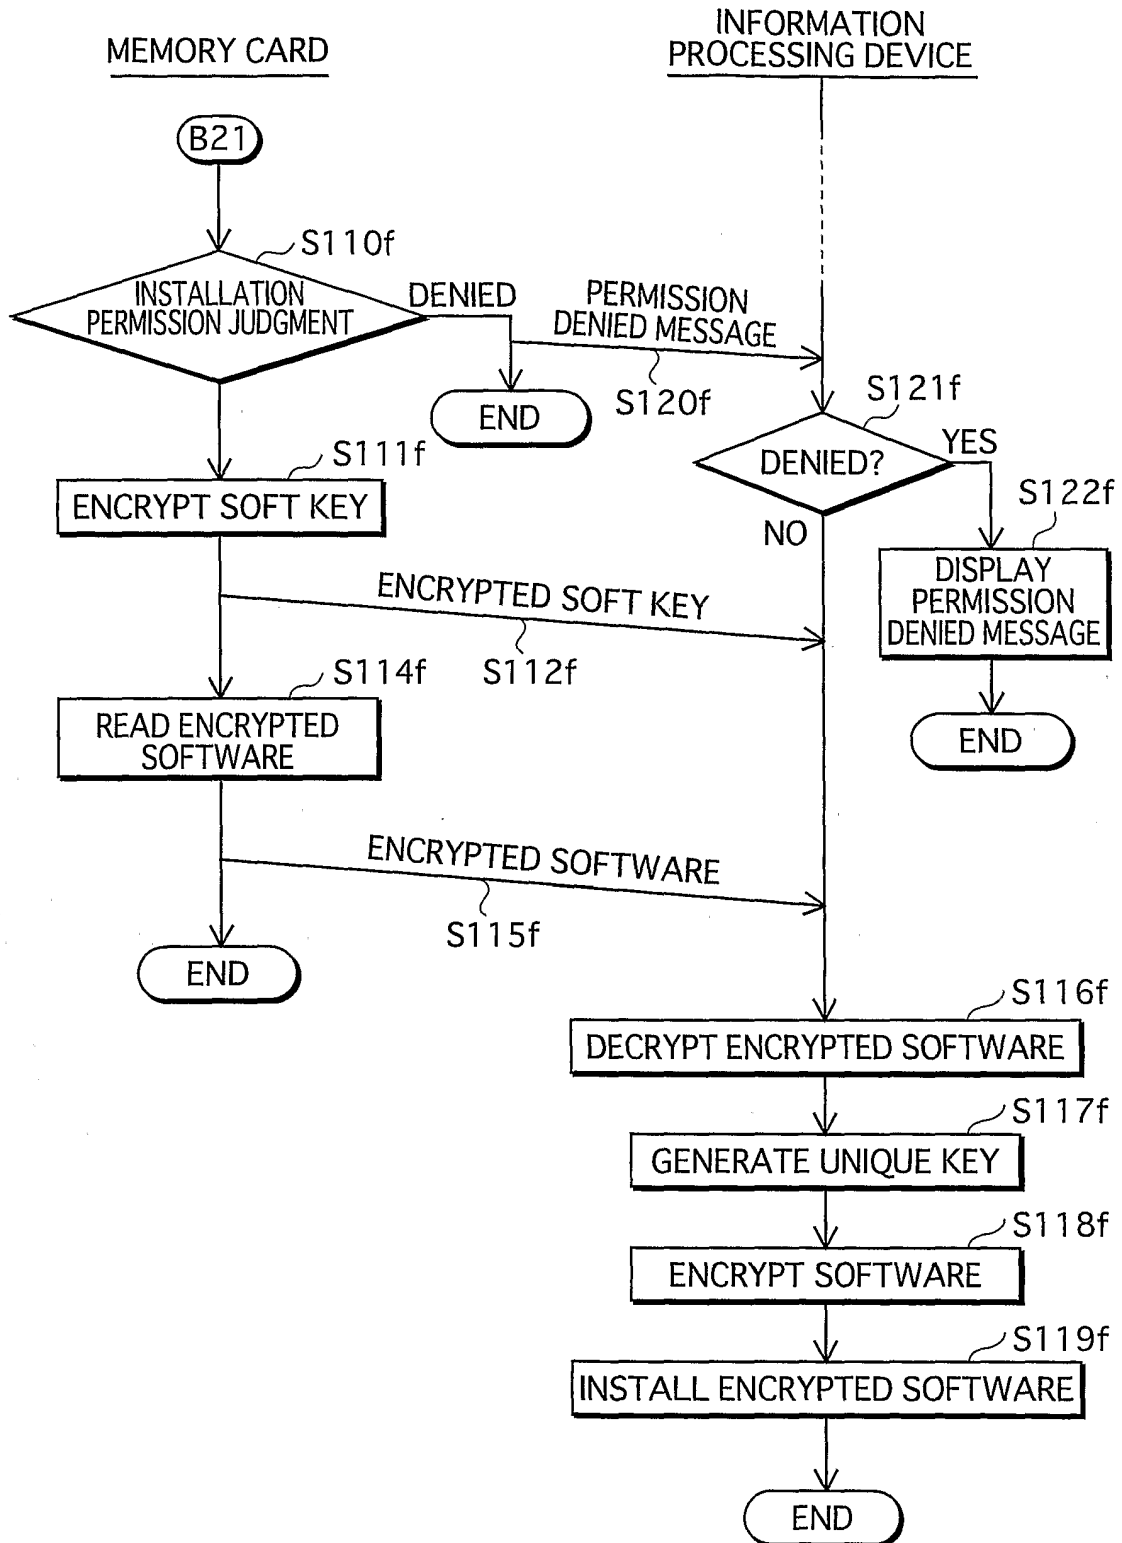 INFORMATION
PROCESSING DEVICE
MEMORY CARD
B21
S110f
INSTALLATION
PERMISSION JUDGMENT
DENIED
PERMISSION
DENIED MESSAGE
S120f
END
S121f
DENIED?
YES
NO
S122f
DISPLAY
PERMISSION
DENIED MESSAGE
END
S111f
ENCRYPT SOFT KEY
ENCRYPTED SOFT KEY
S112f
S114f
READ ENCRYPTED
SOFTWARE
ENCRYPTED SOFTWARE
S115f
END
S116f
DECRYPT ENCRYPTED SOFTWARE
S117f
GENERATE UNIQUE KEY
S118f
ENCRYPT SOFTWARE
S119f
INSTALL ENCRYPTED SOFTWARE
END